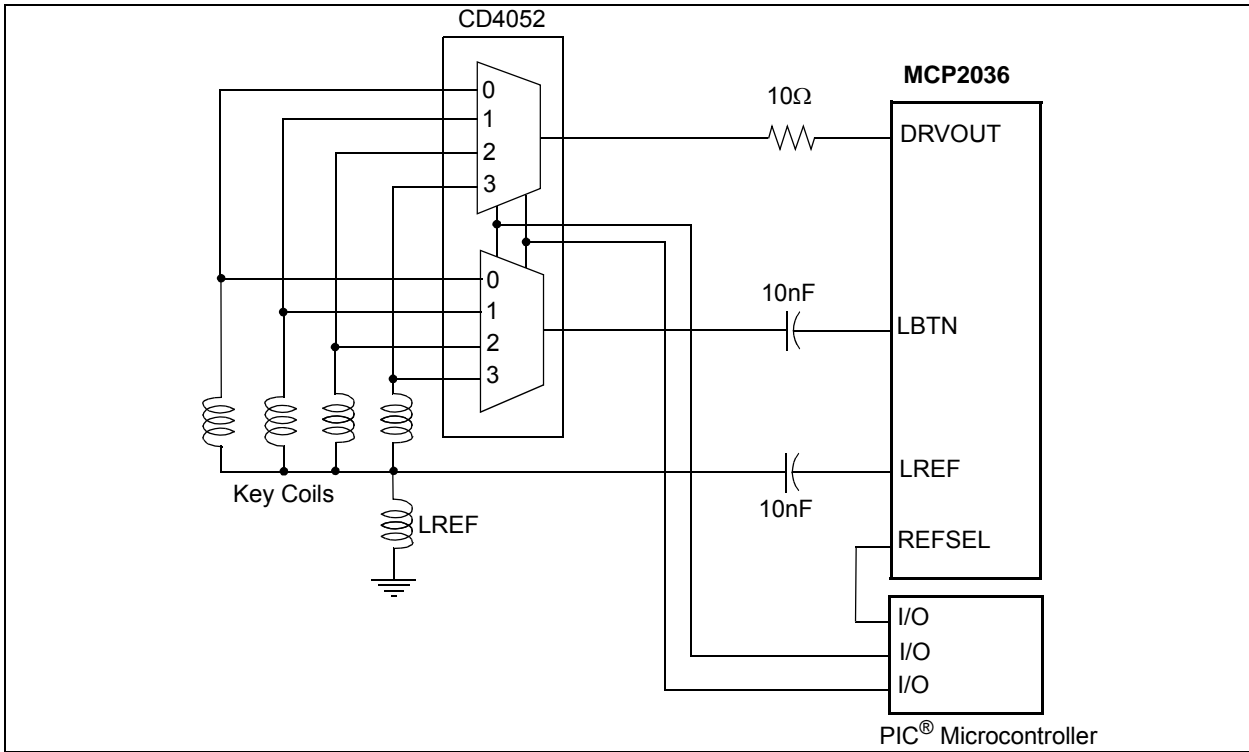 CD4052
MCP2036
0
1
2
3
10Ω
DRVOUT
0
1
2
3
10nF
LBTN
Key Coils
LREF
10nF
LREF
REFSEL
I/O
I/O
I/O
PIC® Microcontroller